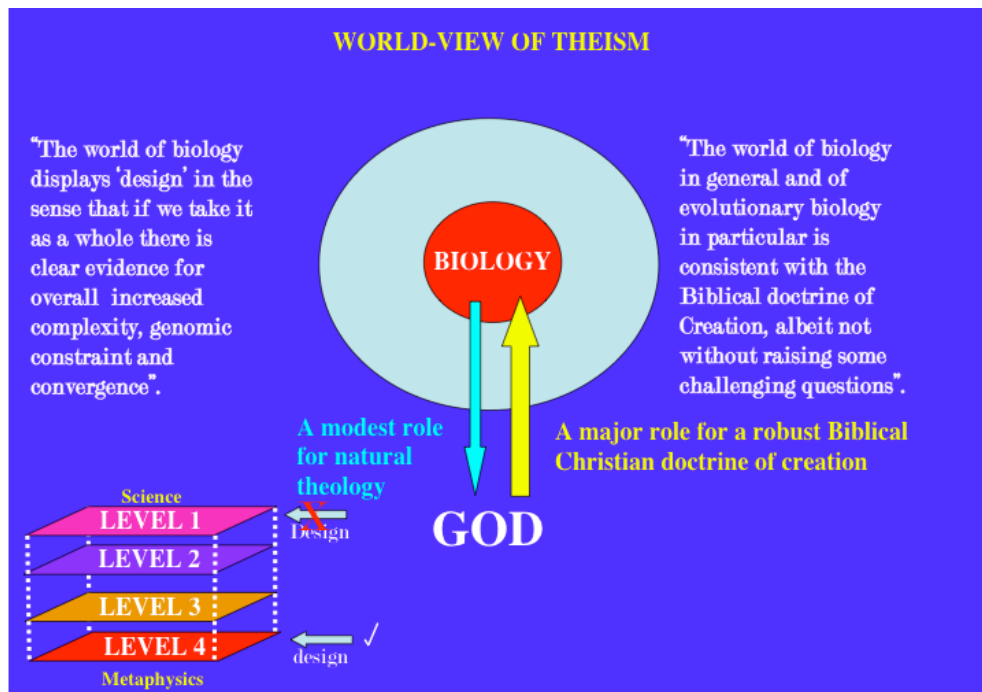 WORLD-VIEW OF THEISM
“The world of biology
displays ‘design’ in the
sense that if we take it
as a whole there is
clear evidence for
overall increased
complexity, genomic
constraint and
convergence”.
BIOLOGY
“The world of biology
in general and of
evolutionary biology
in particular is
consistent with the
Biblical doctrine of
Creation, albeit not
without raising some
challenging questions”.
A modest role
for natural
theology
A major role for a robust Biblical
Christian doctrine of creation
GOD
Science
LEVEL 1
Design
LEVEL 2
LEVEL 3
LEVEL 4
design
Metaphysics